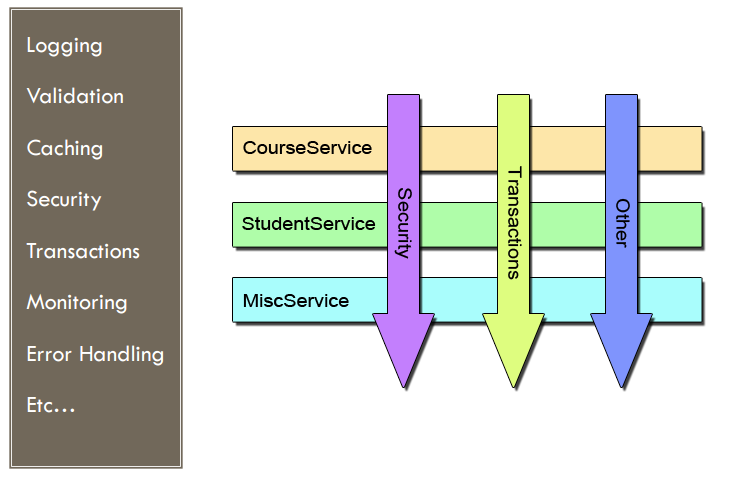 Logging
Validation
Caching
Security
Transactions
Monitoring
Error Handling
Etc...
CourseService
StudentService
MiscService
Security
Transactions
Other